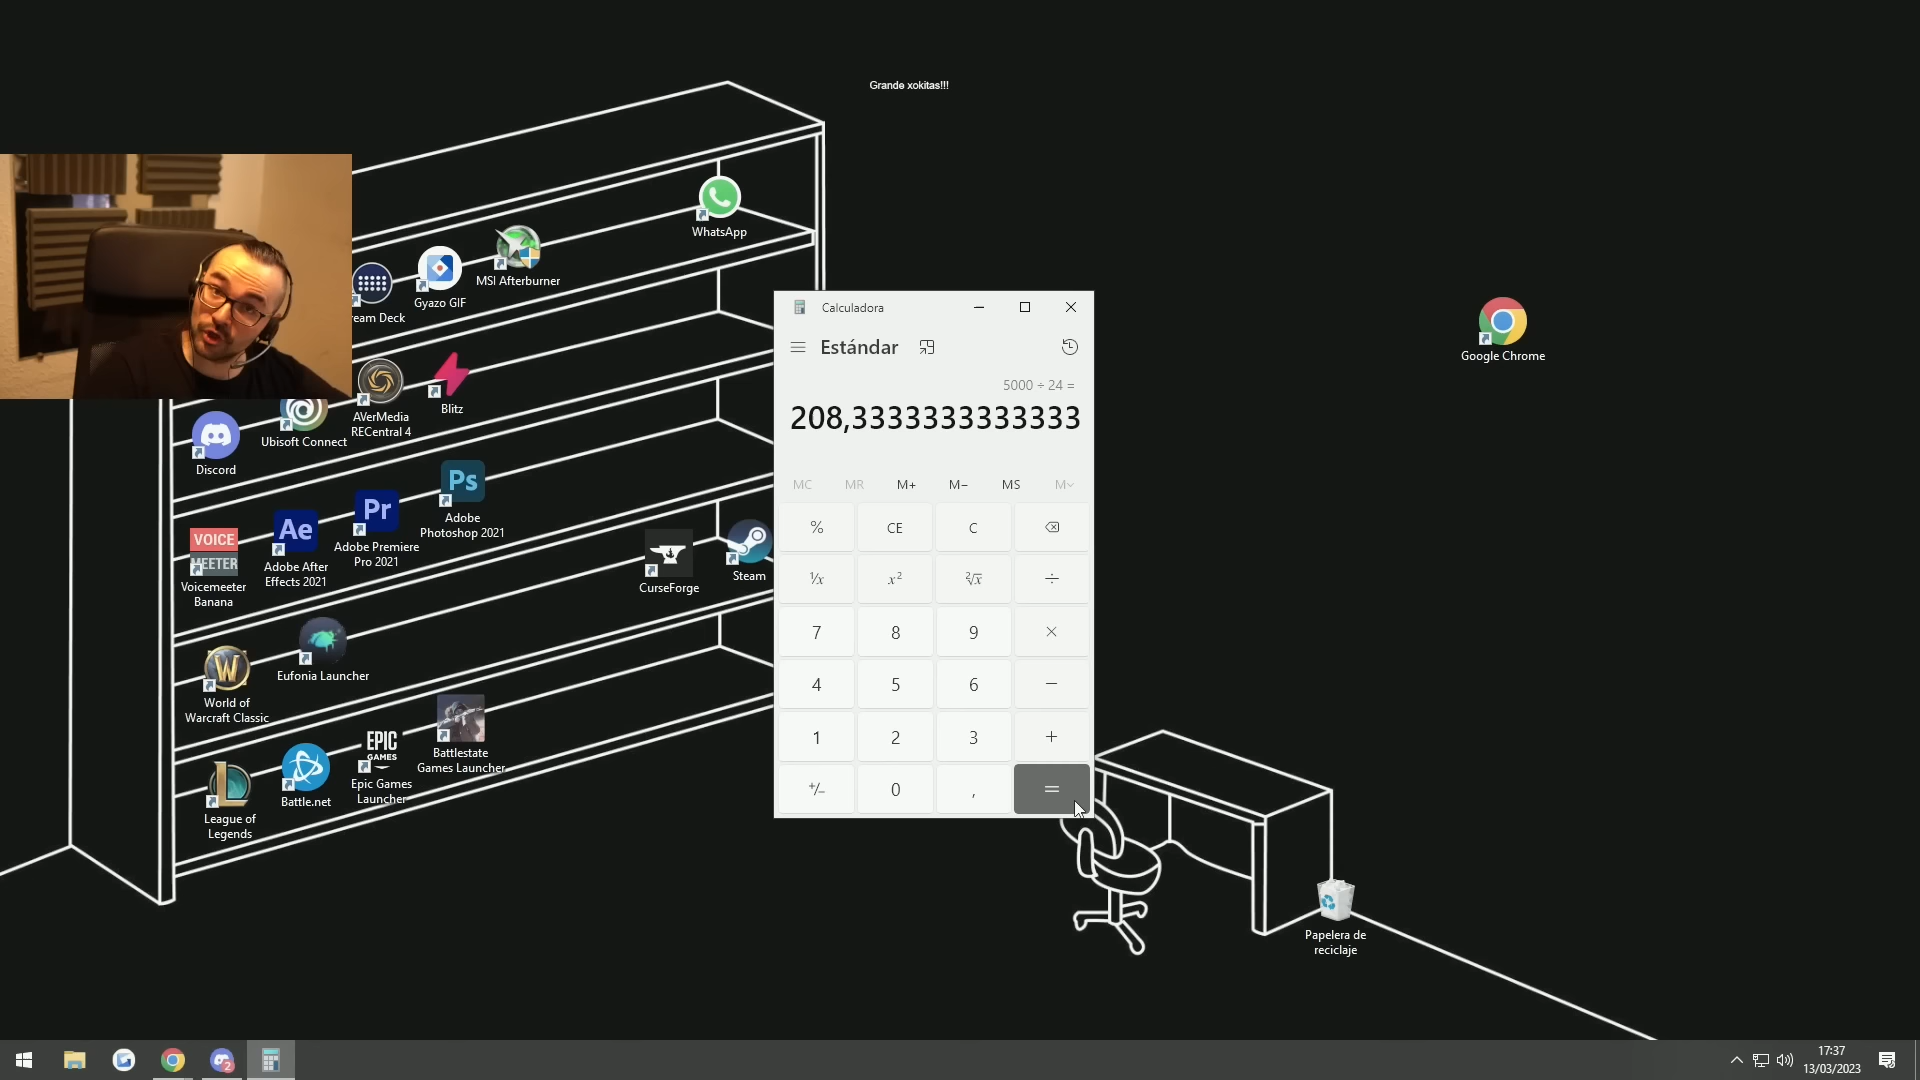 Grande xokitas!!!
WhatsApp
MSI Afterburner
Gyazo GIF
ream Deck
Google Chrome
Calculadora
Estándar
5000 ÷ 24 =
208,3333333333333
MC MR M+ M− MS M
% CE C
¹/x x² ²√x ÷
7 8 9 ×
4 5 6 −
1 2 3 +
+/− 0 , =
Blitz
AVerMedia
RECentral 4
Ubisoft Connect
Discord
Ps
Adobe
Photoshop 2021
Pr
Adobe Premiere
Pro 2021
Ae
Adobe After
Effects 2021
VOICE
MEETER
Voicemeeter
Banana
CurseForge
Steam
Eufonia Launcher
W
World of
Warcraft Classic
Battlestate
Games Launcher
EPIC
GAMES
Epic Games
Launcher
Battle.net
L
League of
Legends
Papelera de
reciclaje
2
17:37
13/03/2023